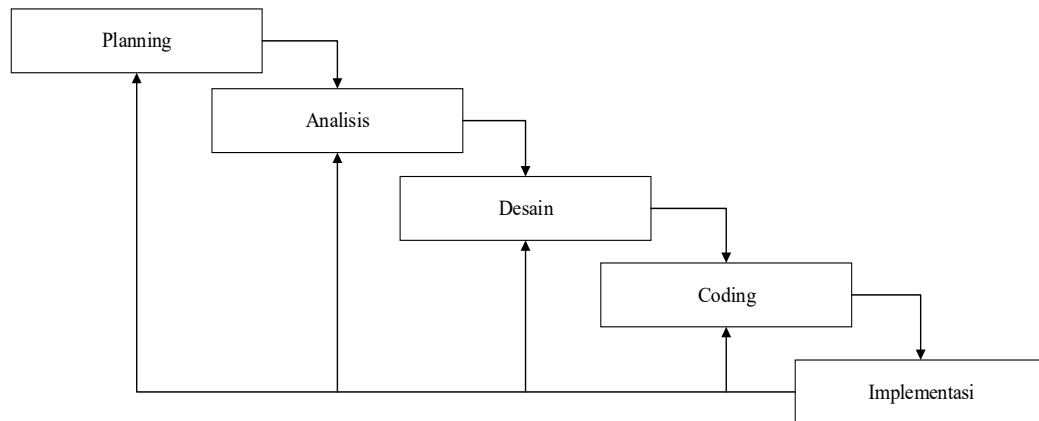 Planning
Analisis
Desain
Coding
Implementasi